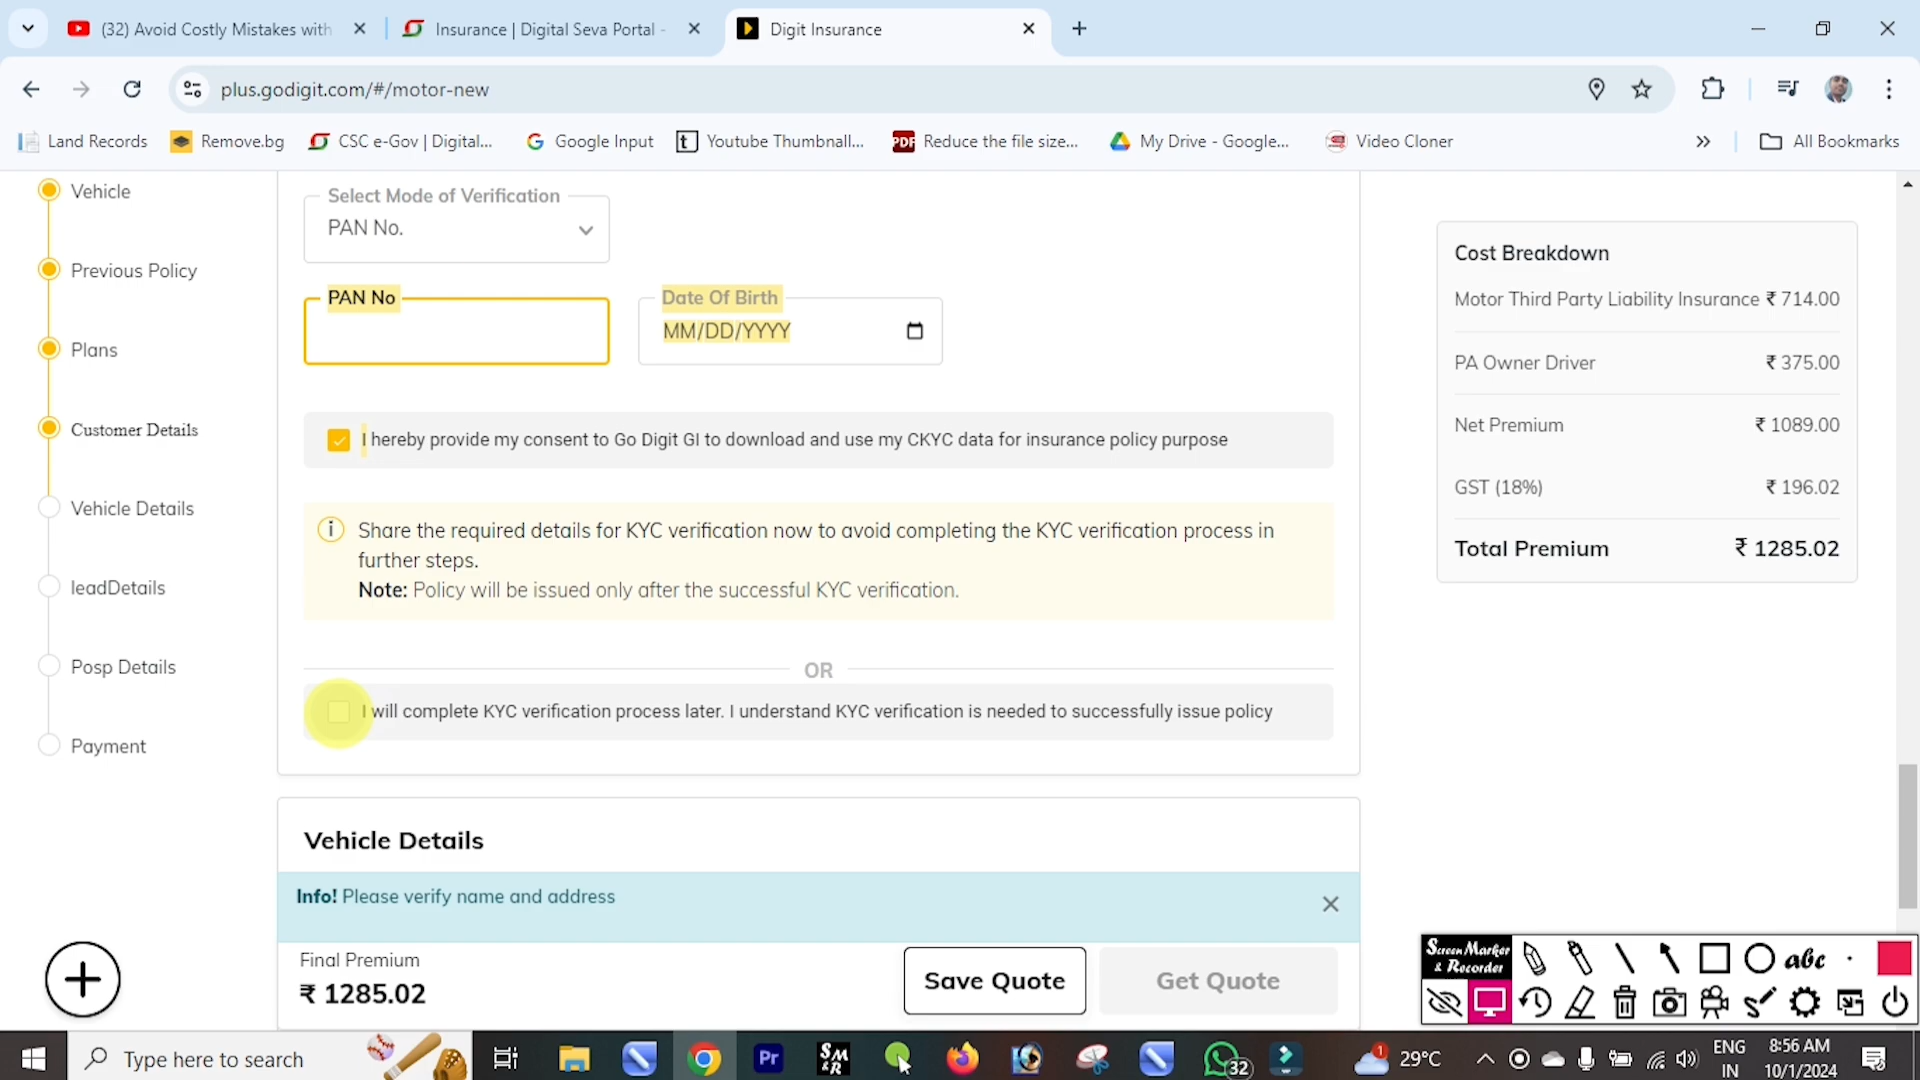 (32) Avoid Costly Mistakes with
Insurance | Digital Seva Portal -
Digit Insurance
plus.godigit.com/#/motor-new
Land Records
Remove.bg
CSC e-Gov | Digital...
Google Input
Youtube Thumbnall...
Reduce the file size...
My Drive - Google...
Video Cloner
All Bookmarks
Vehicle
Previous Policy
Plans
Customer Details
Vehicle Details
leadDetails
Posp Details
Payment
Select Mode of Verification
PAN No.
PAN No
Date Of Birth
MM/DD/YYYY
I hereby provide my consent to Go Digit GI to download and use my CKYC data for insurance policy purpose
Share the required details for KYC verification now to avoid completing the KYC verification process in
further steps.
Note: Policy will be issued only after the successful KYC verification.
OR
I will complete KYC verification process later. I understand KYC verification is needed to successfully issue policy
Vehicle Details
Info! Please verify name and address
Final Premium
₹ 1285.02
Save Quote
Get Quote
Cost Breakdown
Motor Third Party Liability Insurance ₹ 714.00
PA Owner Driver ₹ 375.00
Net Premium ₹ 1089.00
GST (18%) ₹ 196.02
Total Premium ₹ 1285.02
Screen Marker
& Recorder
abc
Type here to search
Pr
SM
&R
32
1
29°C
ENG
IN
8:56 AM
10/1/2024